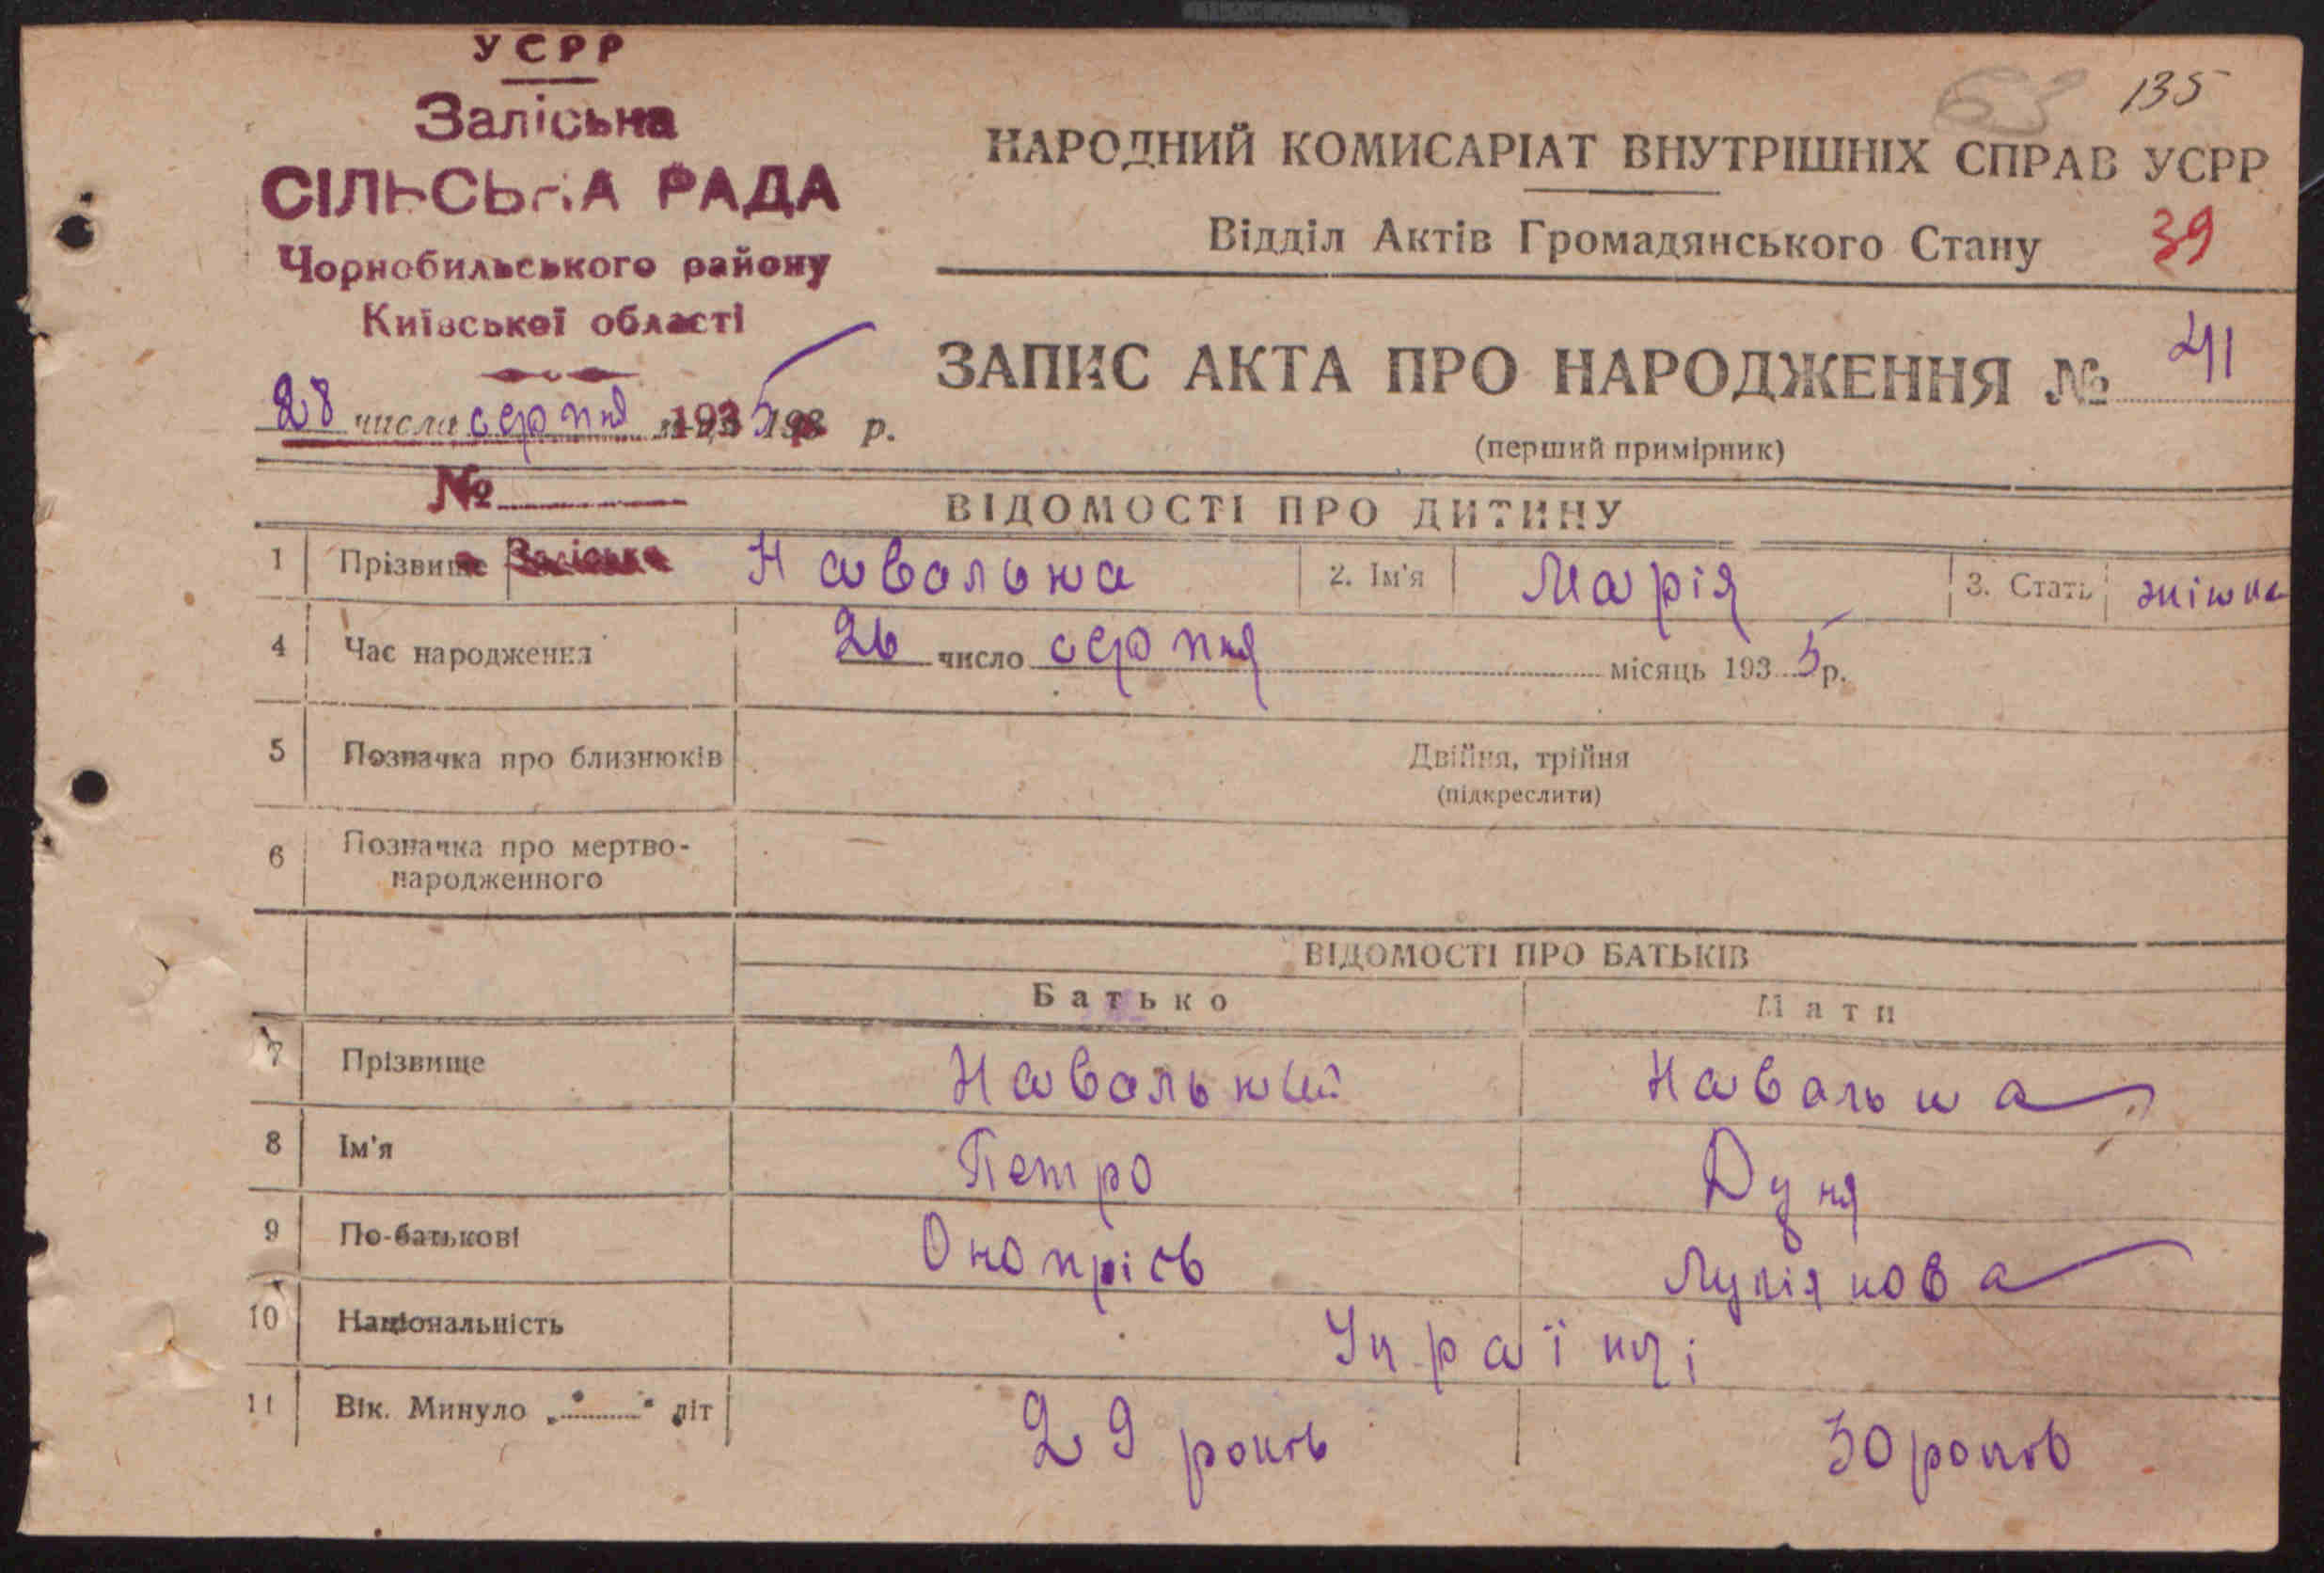 УСРР
Заліська
СІЛЬСЬКА РАДА
Чорнобильського району
Київської області
63 135
НАРОДНИЙ КОМИСАРІАТ ВНУТРІШНІХ СПРАВ УСРР
Відділ Актів Громадянського Стану 39
ЗАПИС АКТА ПРО НАРОДЖЕННЯ № 41
28 числа серпня 1935 р.
(перший примірник)
№
ВІДОМОСТІ ПРО ДИТИНУ
1 Прізвище Навальна 2. Ім'я Марія 3. Стать жіноча
4 Час народження 26 число серпня місяць 1935 р.
5 Позначка про близнюків Двійня, трійня
(підкреслити)
6 Позначка про мертво-
народженного
ВІДОМОСТІ ПРО БАТЬКІВ
Батько Мати
7 Прізвище Навальний Навальна
8 Ім'я Петро Дуня
9 По-батькові Онопрієв Лукіянова
10 Національність Українці
11 Вік. Минуло „......" літ 29 років 30 років